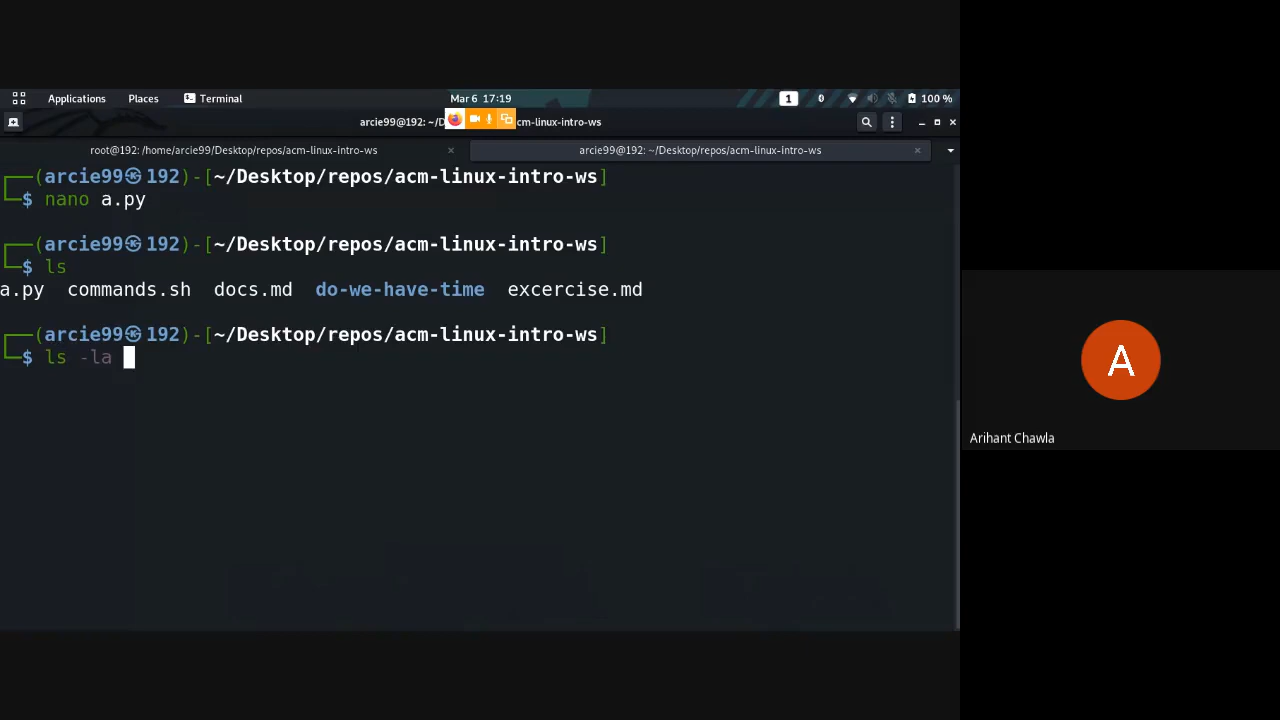 Applications Places Terminal Mar 6 17:19 1 0 100 %
arcie99@192: ~/D cm-linux-intro-ws
root@192: /home/arcie99/Desktop/repos/acm-linux-intro-ws arcie99@192: ~/Desktop/repos/acm-linux-intro-ws
(arcie99㉿192)-[~/Desktop/repos/acm-linux-intro-ws]
$ nano a.py
(arcie99㉿192)-[~/Desktop/repos/acm-linux-intro-ws]
$ ls
a.py commands.sh docs.md do-we-have-time excercise.md
(arcie99㉿192)-[~/Desktop/repos/acm-linux-intro-ws]
$ ls -la
A
Arihant Chawla